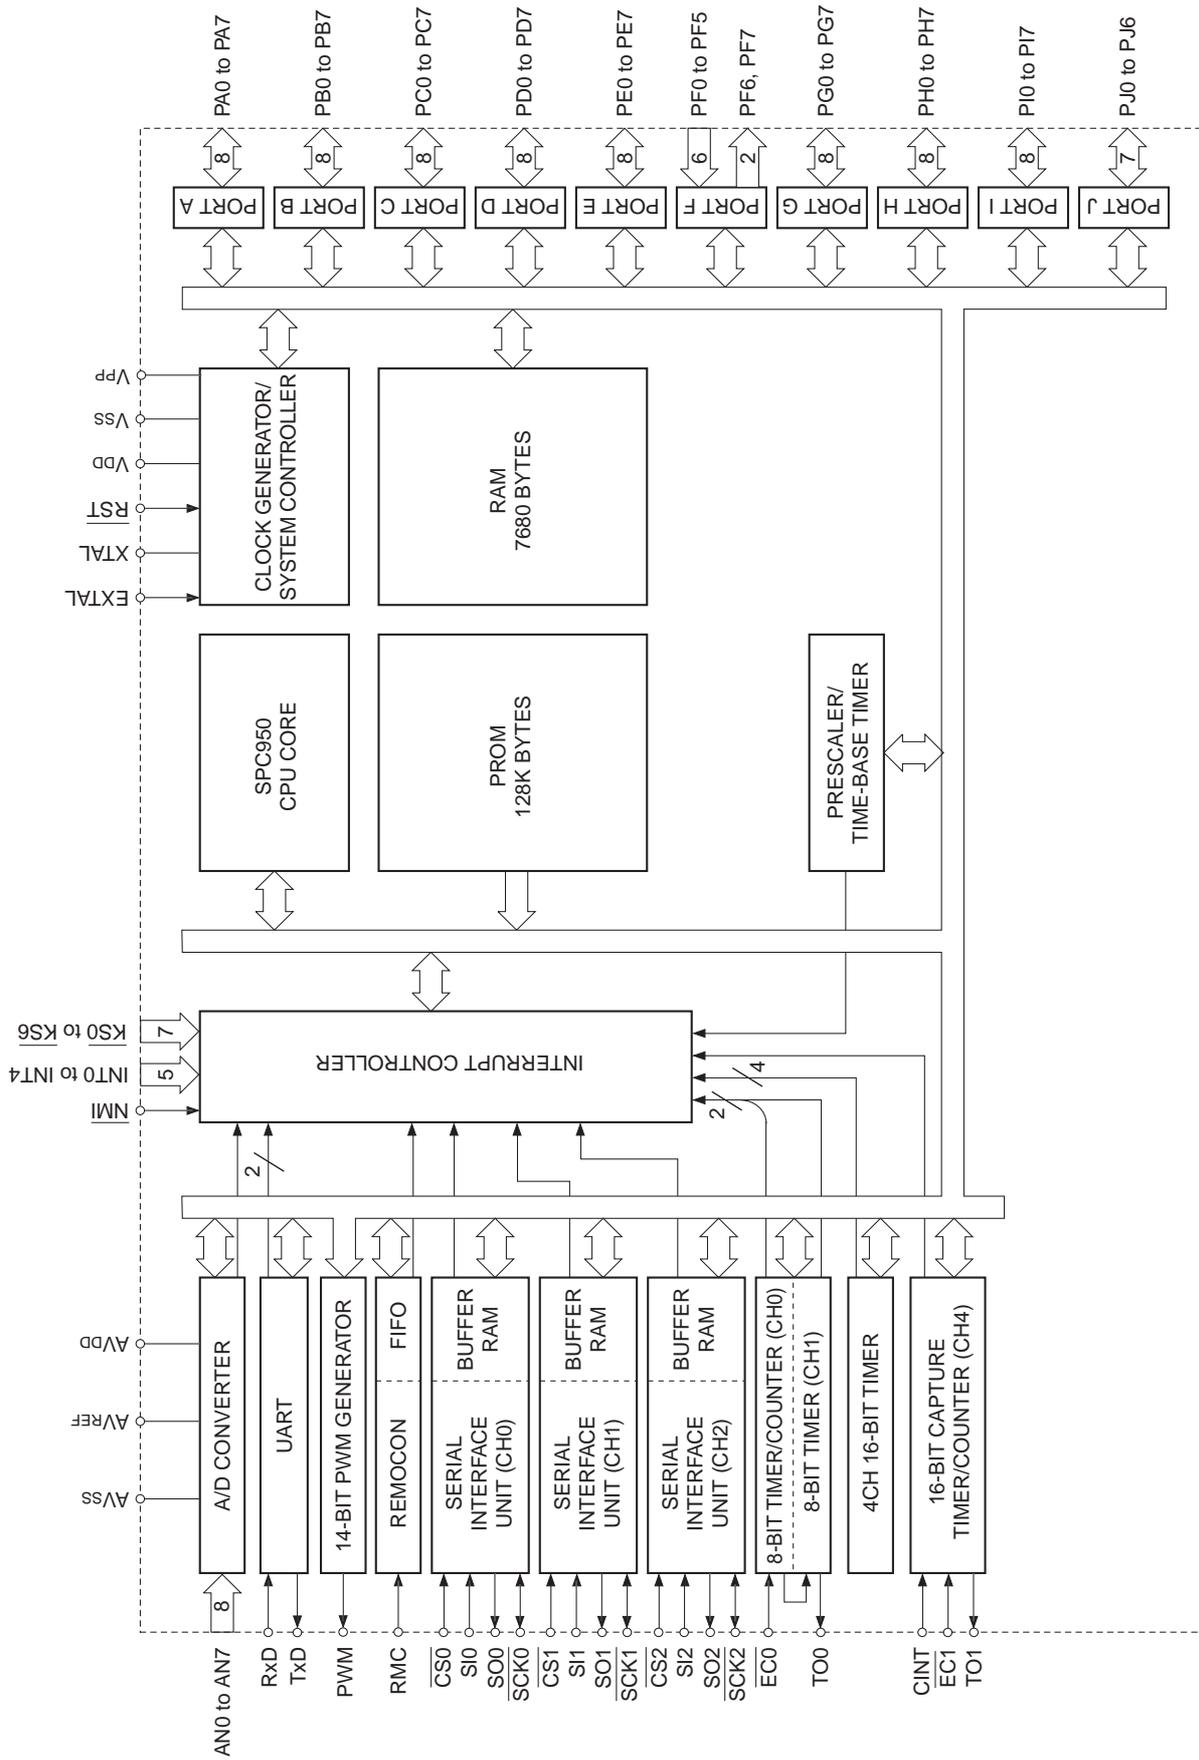 AN0 to AN7
8
RxD
TxD
PWM
RMC
CS0
SI0
SO0
SCK0
CS1
SI1
SO1
SCK1
CS2
SI2
SO2
SCK2
EC0
TO0
CINT
EC1
TO1
AVSS
AVREF
AVDD
A/D CONVERTER
UART
14-BIT PWM GENERATOR
REMOCON
FIFO
SERIAL
INTERFACE
UNIT (CH0)
BUFFER
RAM
SERIAL
INTERFACE
UNIT (CH1)
BUFFER
RAM
SERIAL
INTERFACE
UNIT (CH2)
BUFFER
RAM
8-BIT TIMER/COUNTER (CH0)
8-BIT TIMER (CH1)
4CH 16-BIT TIMER
16-BIT CAPTURE
TIMER/COUNTER (CH4)
2
2
4
NMI
INT0 to INT4
5
KS0 to KS6
7
INTERRUPT CONTROLLER
SPC950
CPU CORE
PROM
128K BYTES
PRESCALER/
TIME-BASE TIMER
EXTAL
XTAL
RST
VDD
VSS
VPP
CLOCK GENERATOR/
SYSTEM CONTROLLER
RAM
7680 BYTES
PORT A
8
PA0 to PA7
PORT B
8
PB0 to PB7
PORT C
8
PC0 to PC7
PORT D
8
PD0 to PD7
PORT E
8
PE0 to PE7
PORT F
6
PF0 to PF5
2
PF6, PF7
PORT G
8
PG0 to PG7
PORT H
8
PH0 to PH7
PORT I
8
PI0 to PI7
PORT J
7
PJ0 to PJ6